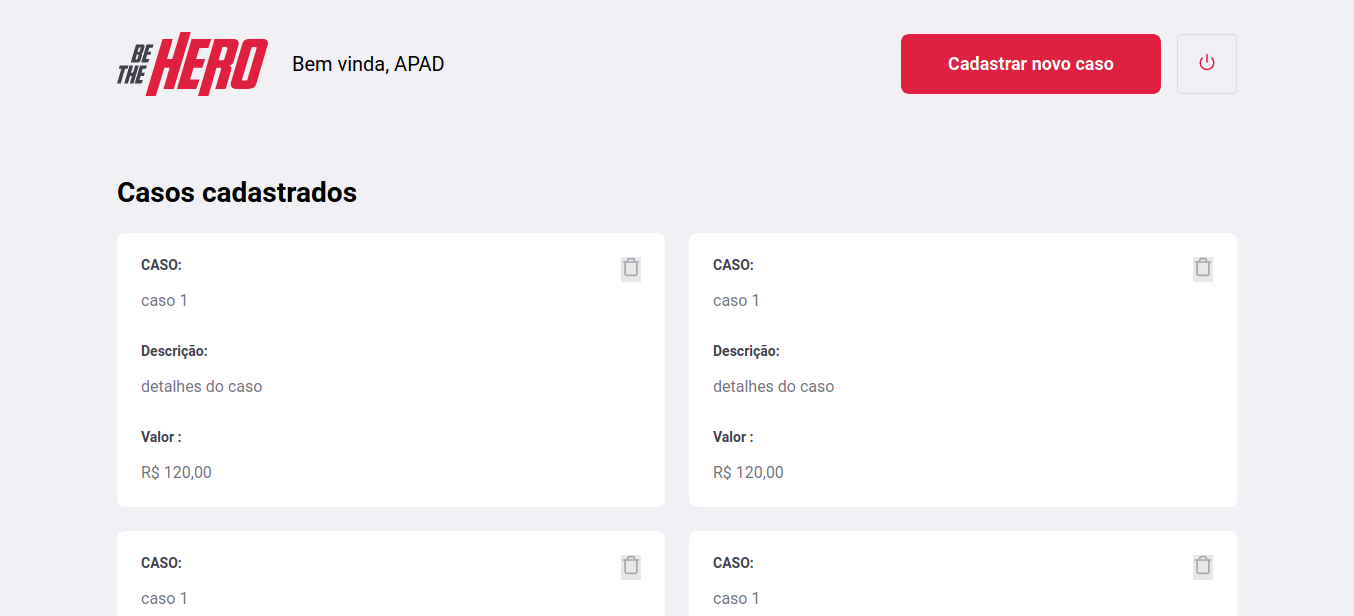 BE THE HERO
Bem vinda, APAD
Cadastrar novo caso
Casos cadastrados
CASO:
caso 1
Descrição:
detalhes do caso
Valor :
R$ 120,00
CASO:
caso 1
Descrição:
detalhes do caso
Valor :
R$ 120,00
CASO:
caso 1
CASO:
caso 1